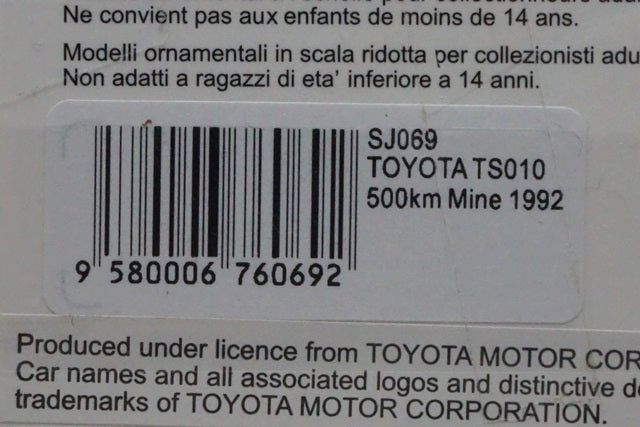 Ne convient pas aux enfants de moins de 14 ans.
Modelli ornamentali in scala ridotta per collezionisti adu
Non adatti a ragazzi di eta' inferiore a 14 anni.
SJ069
TOYOTA TS010
500km Mine 1992
9 580006 760692
Produced under licence from TOYOTA MOTOR COR
Car names and all associated logos and distinctive de
trademarks of TOYOTA MOTOR CORPORATION.